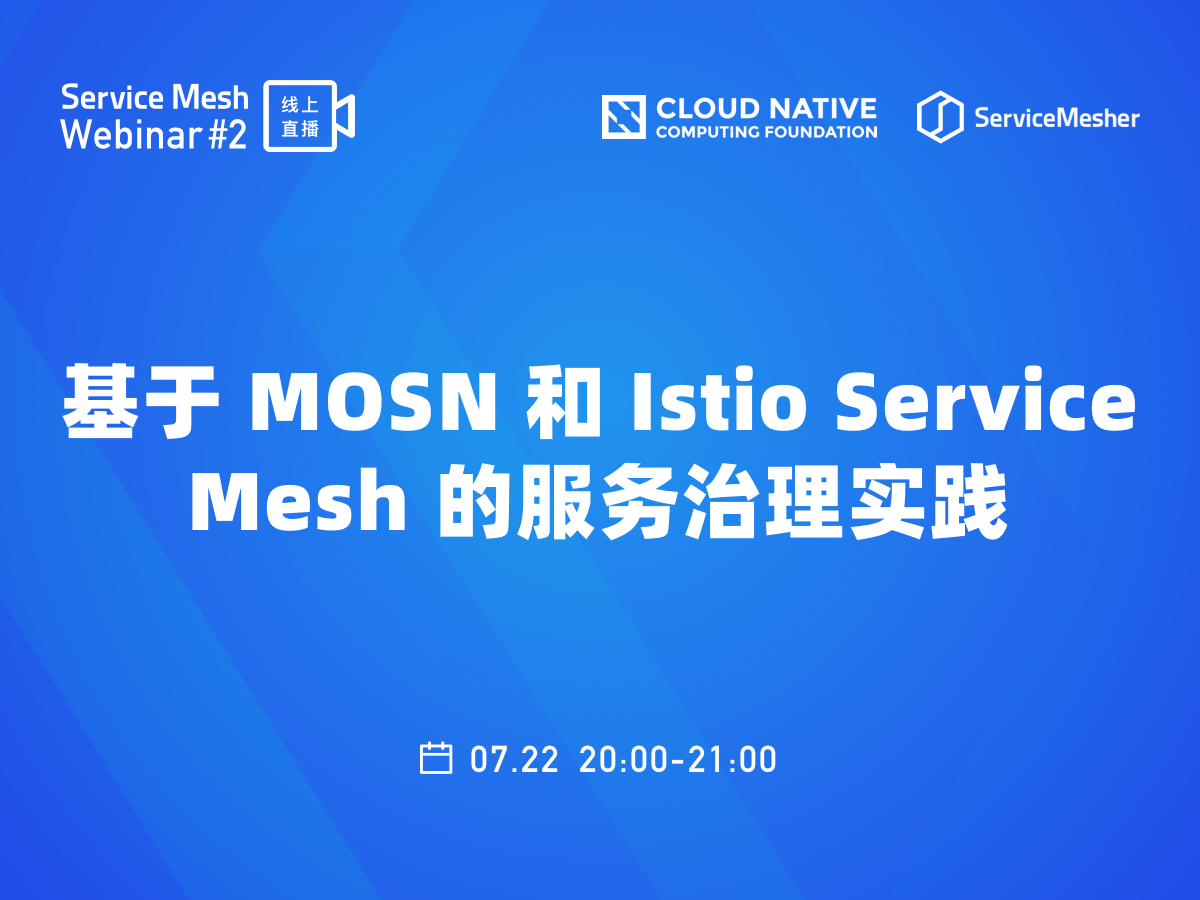 Service Mesh
Webinar #2
线上
直播
CLOUD NATIVE
COMPUTING FOUNDATION
ServiceMesher
基于 MOSN 和 Istio Service
Mesh 的服务治理实践
07.22 20:00-21:00